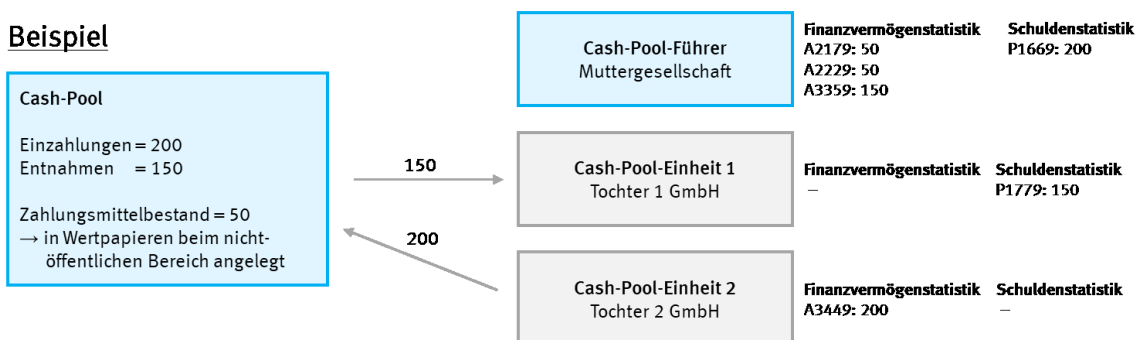 Beispiel
Cash-Pool
Einzahlungen = 200
Entnahmen = 150
Zahlungsmittelbestand = 50
→ in Wertpapieren beim nicht-
öffentlichen Bereich angelegt
150
200
Cash-Pool-Führer
Muttergesellschaft
Finanzvermögenstatistik Schuldenstatistik
A2179: 50 P1669: 200
A2229: 50
A3359: 150
Cash-Pool-Einheit 1
Tochter 1 GmbH
Finanzvermögenstatistik Schuldenstatistik
– P1779: 150
Cash-Pool-Einheit 2
Tochter 2 GmbH
Finanzvermögenstatistik Schuldenstatistik
A3449: 200 –